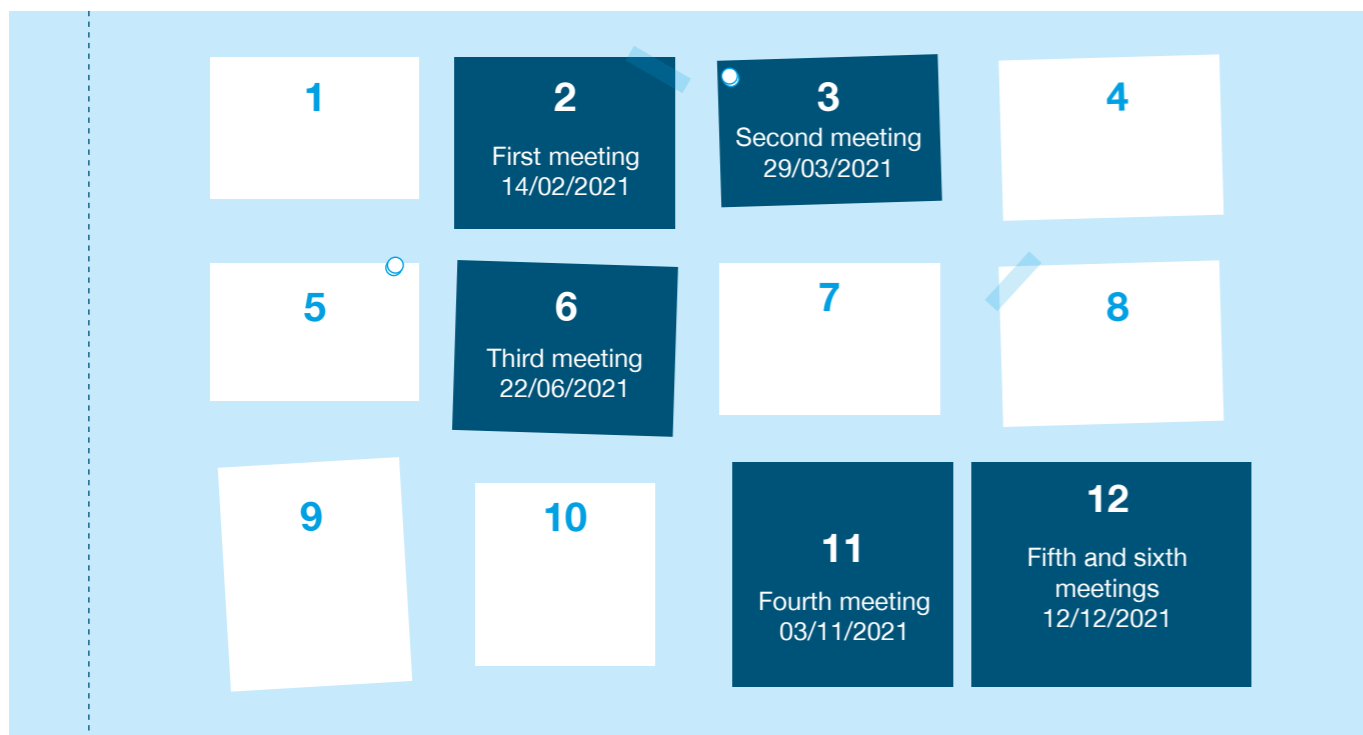 1
2
First meeting
14/02/2021
3
Second meeting
29/03/2021
4
5
6
Third meeting
22/06/2021
7
8
9
10
11
Fourth meeting
03/11/2021
12
Fifth and sixth
meetings
12/12/2021